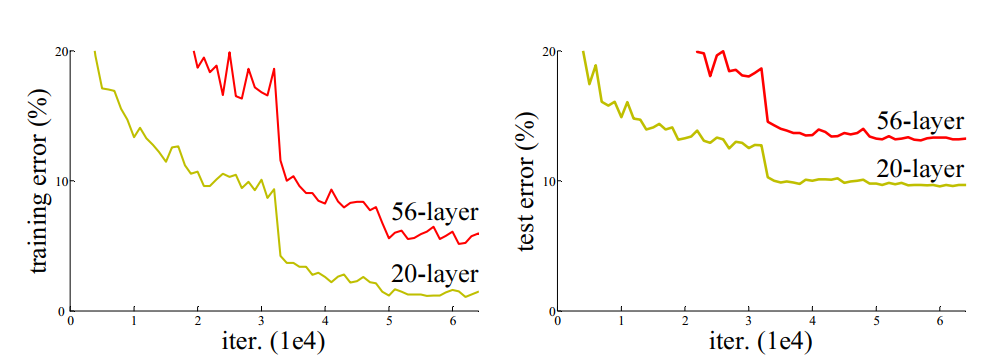 training error (%)
20
10
0
0 1 2 3 4 5 6
iter. (1e4)
56-layer
20-layer
test error (%)
20
10
0
0 1 2 3 4 5 6
iter. (1e4)
56-layer
20-layer